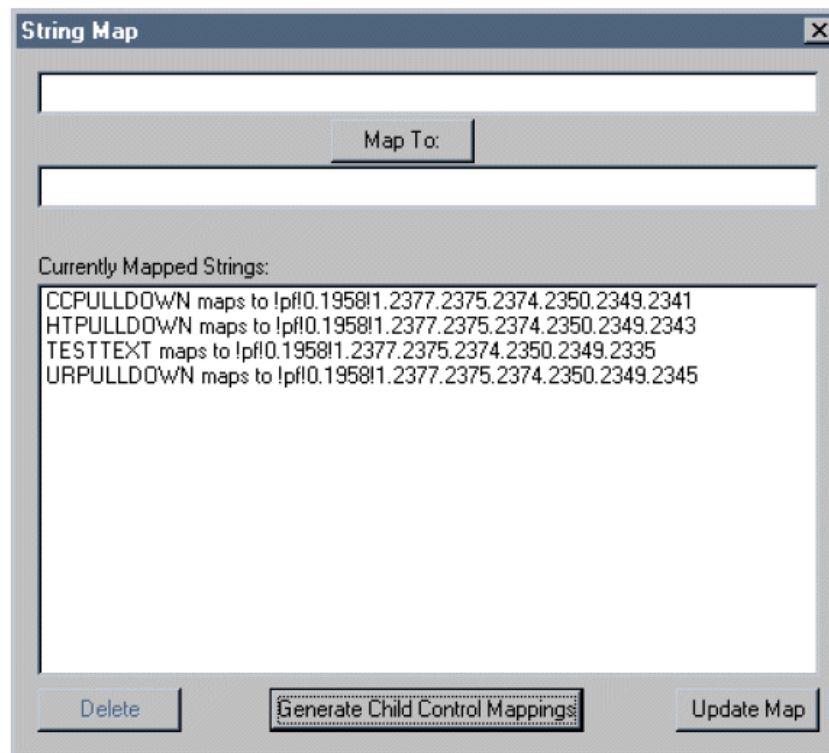 String Map
Map To:
Currently Mapped Strings:
CCPULLDOWN maps to !pf!0.1958!1.2377.2375.2374.2350.2349.2341
HTPULLDOWN maps to !pf!0.1958!1.2377.2375.2374.2350.2349.2343
TESTTEXT maps to !pf!0.1958!1.2377.2375.2374.2350.2349.2335
URPULLDOWN maps to !pf!0.1958!1.2377.2375.2374.2350.2349.2345
Delete Generate Child Control Mappings Update Map